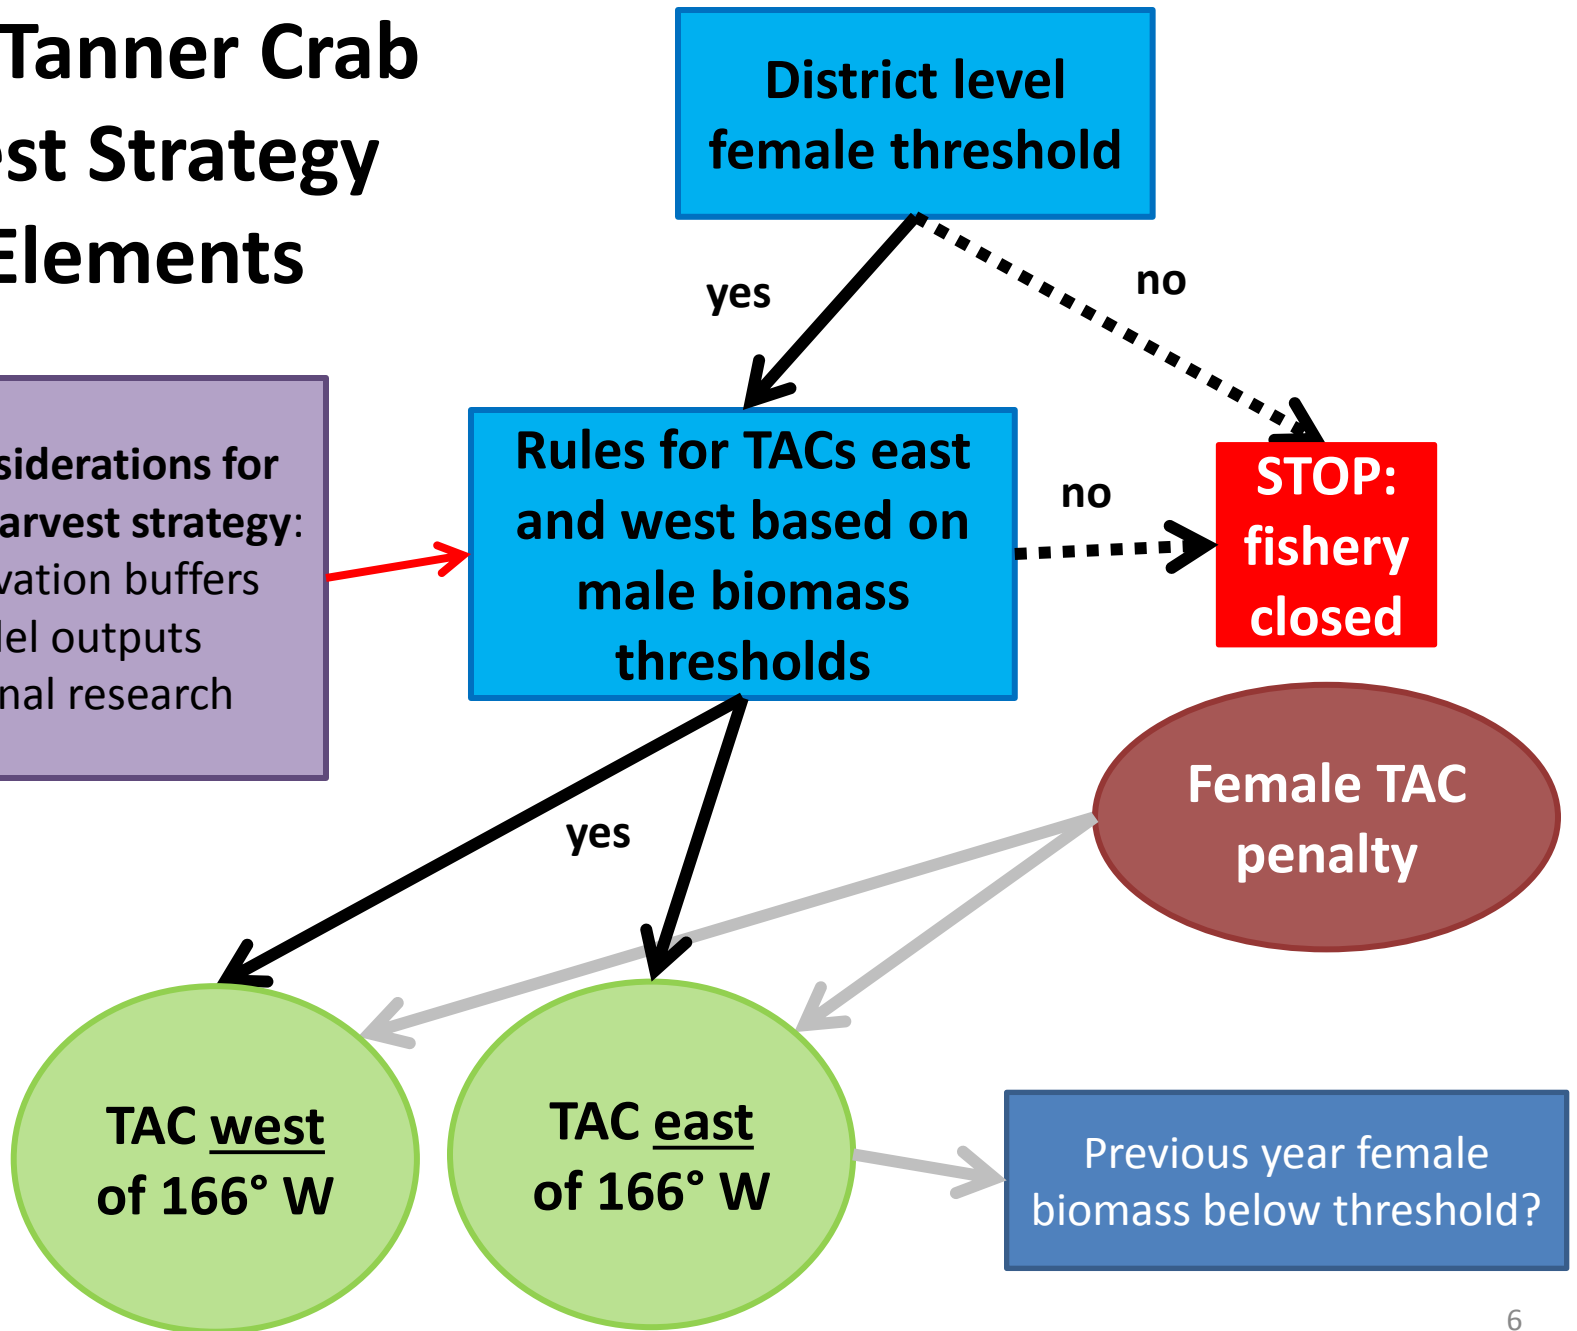 Tanner Crab
est Strategy
Elements
District level
female threshold
yes
no
siderations for
arvest strategy:
vation buffers
del outputs
nal research
Rules for TACs east
and west based on
male biomass
thresholds
no
STOP:
fishery
closed
yes
Female TAC
penalty
TAC west
of 166° W
TAC east
of 166° W
Previous year female
biomass below threshold?
6